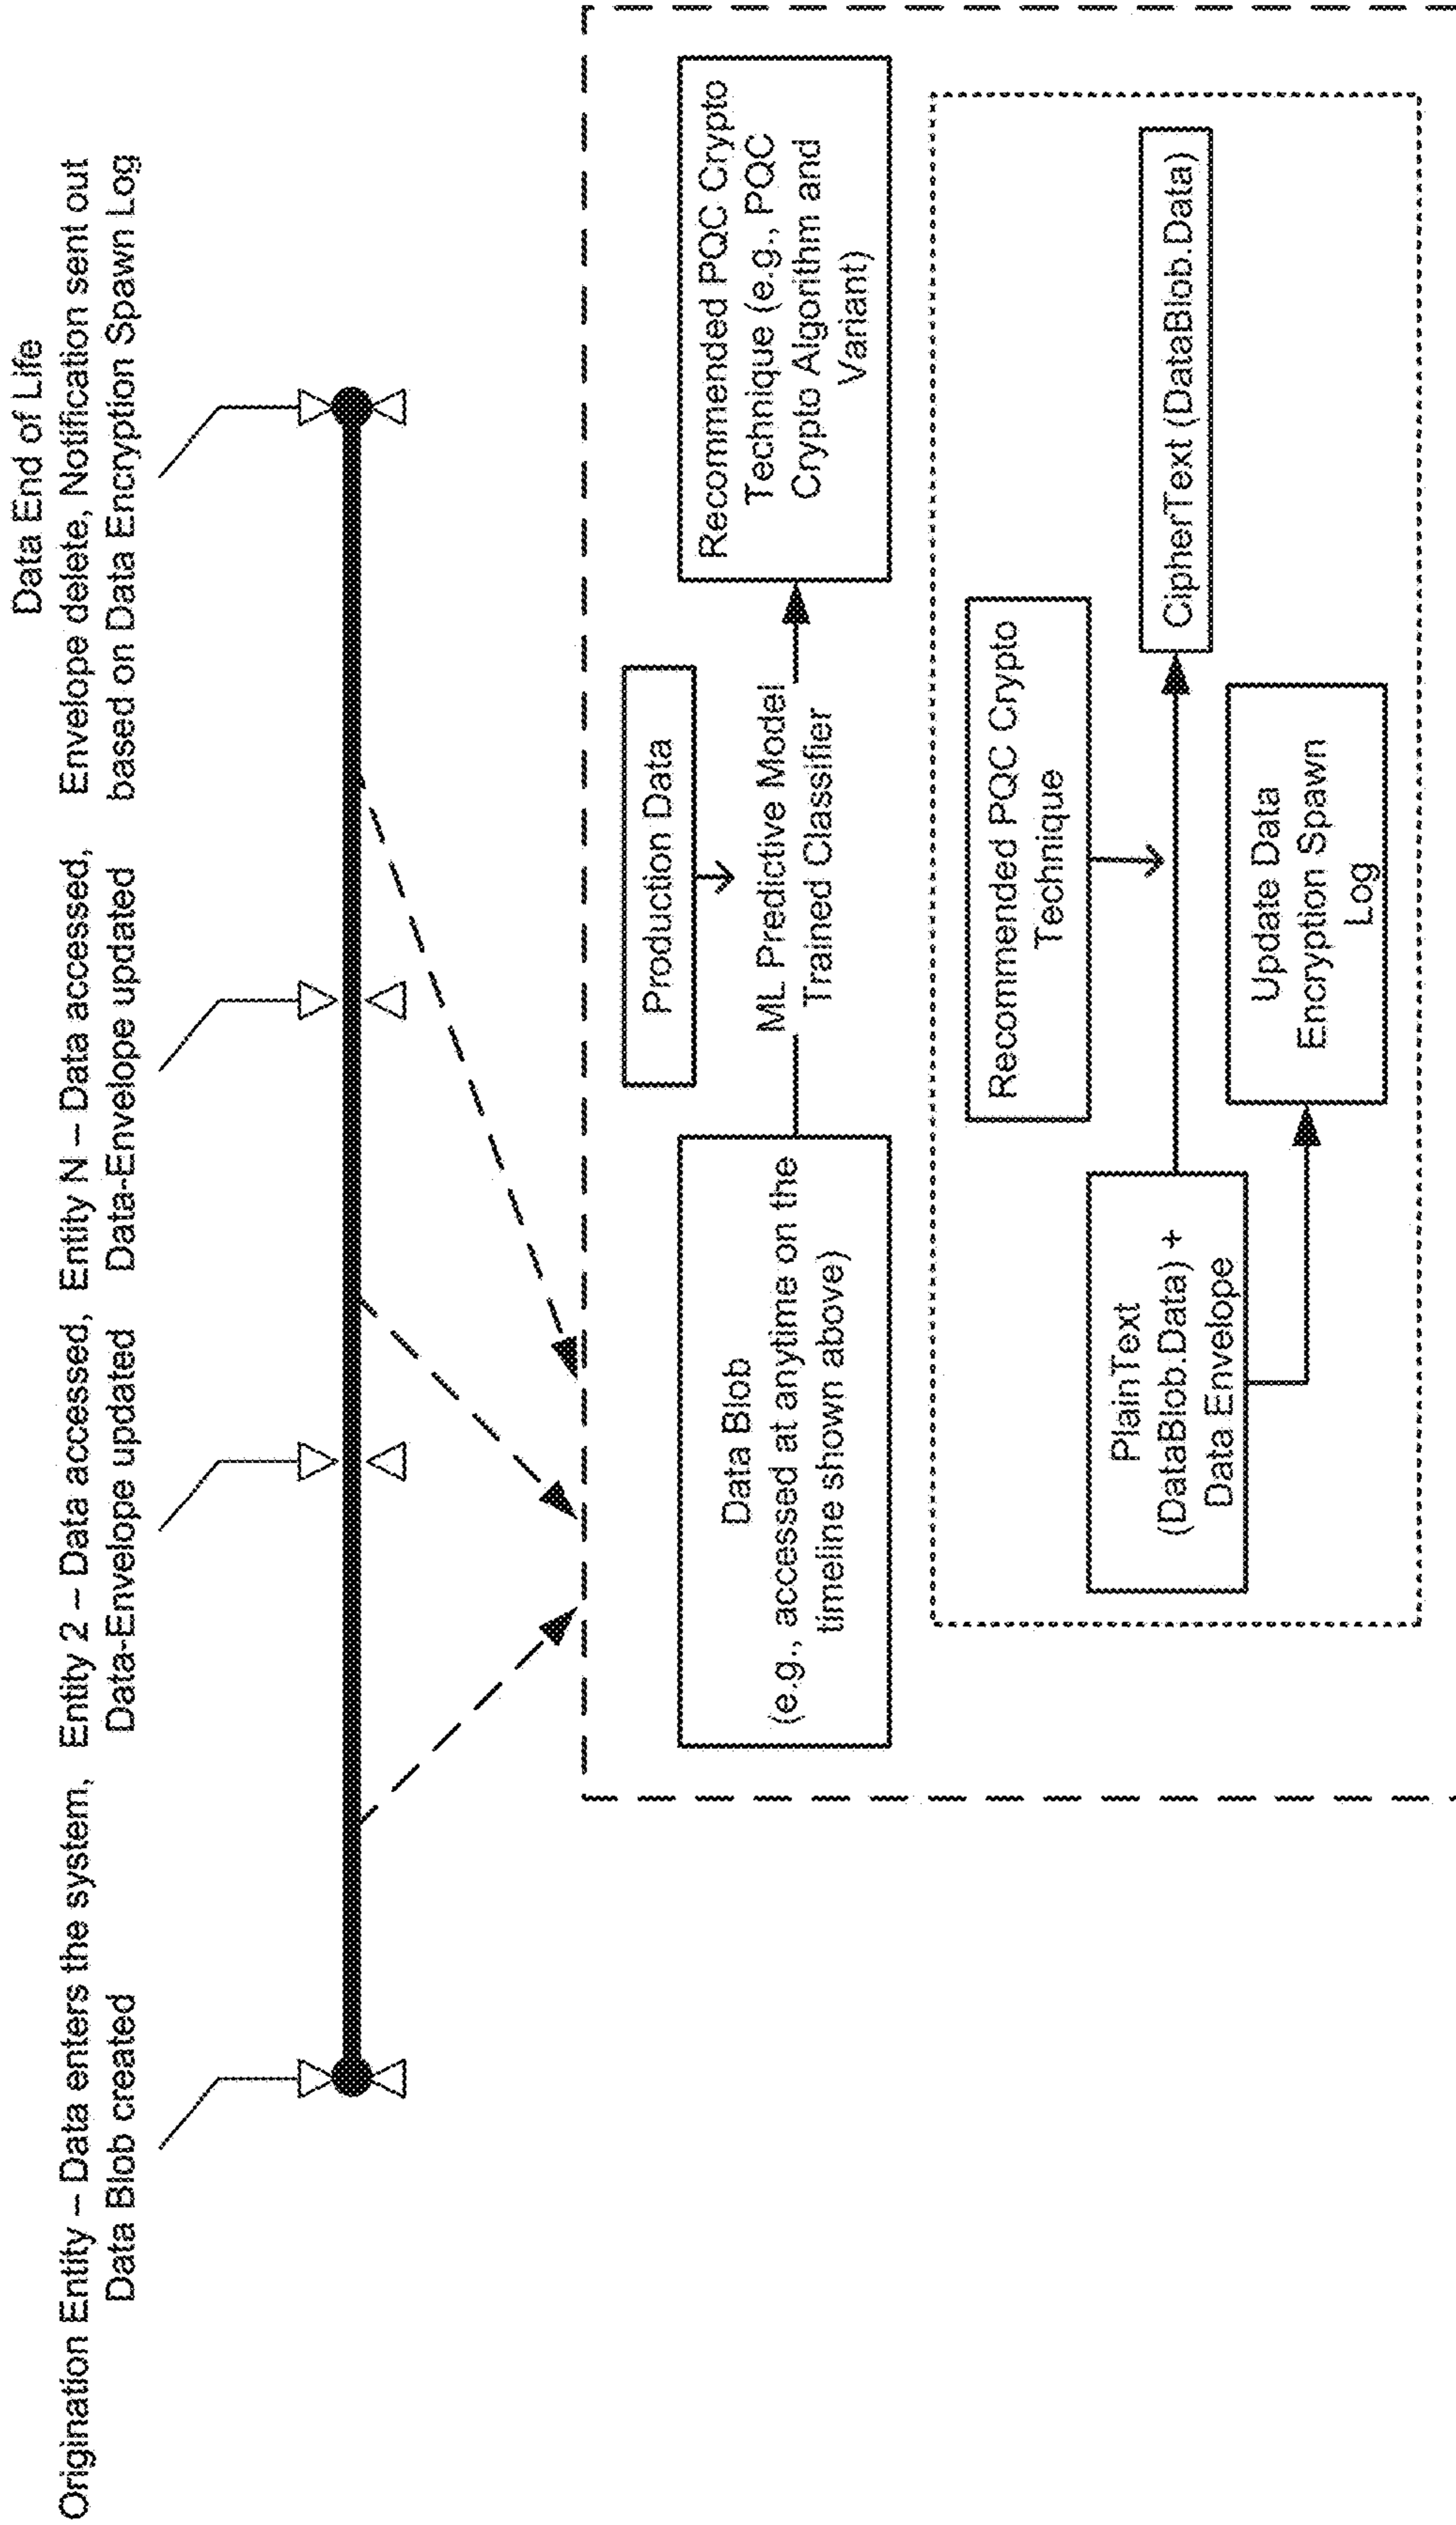 Origination Entity – Data enters the system,
Data Blob created
Entity 2 – Data accessed,
Data-Envelope updated
Entity N – Data accessed,
Data-Envelope updated
Data End of Life
Envelope delete, Notification sent out
based on Data Encryption Spawn Log
Production Data
Data Blob
(e.g., accessed at anytime on the
timeline shown above)
ML Predictive Model
Trained Classifier
Recommended PQC Crypto
Technique (e.g., PQC
Crypto Algorithm and
Variant)
Recommended PQC Crypto
Technique
PlainText
(DataBlob.Data) +
Data Envelope
CipherText (DataBlob.Data)
Update Data
Encryption Spawn
Log